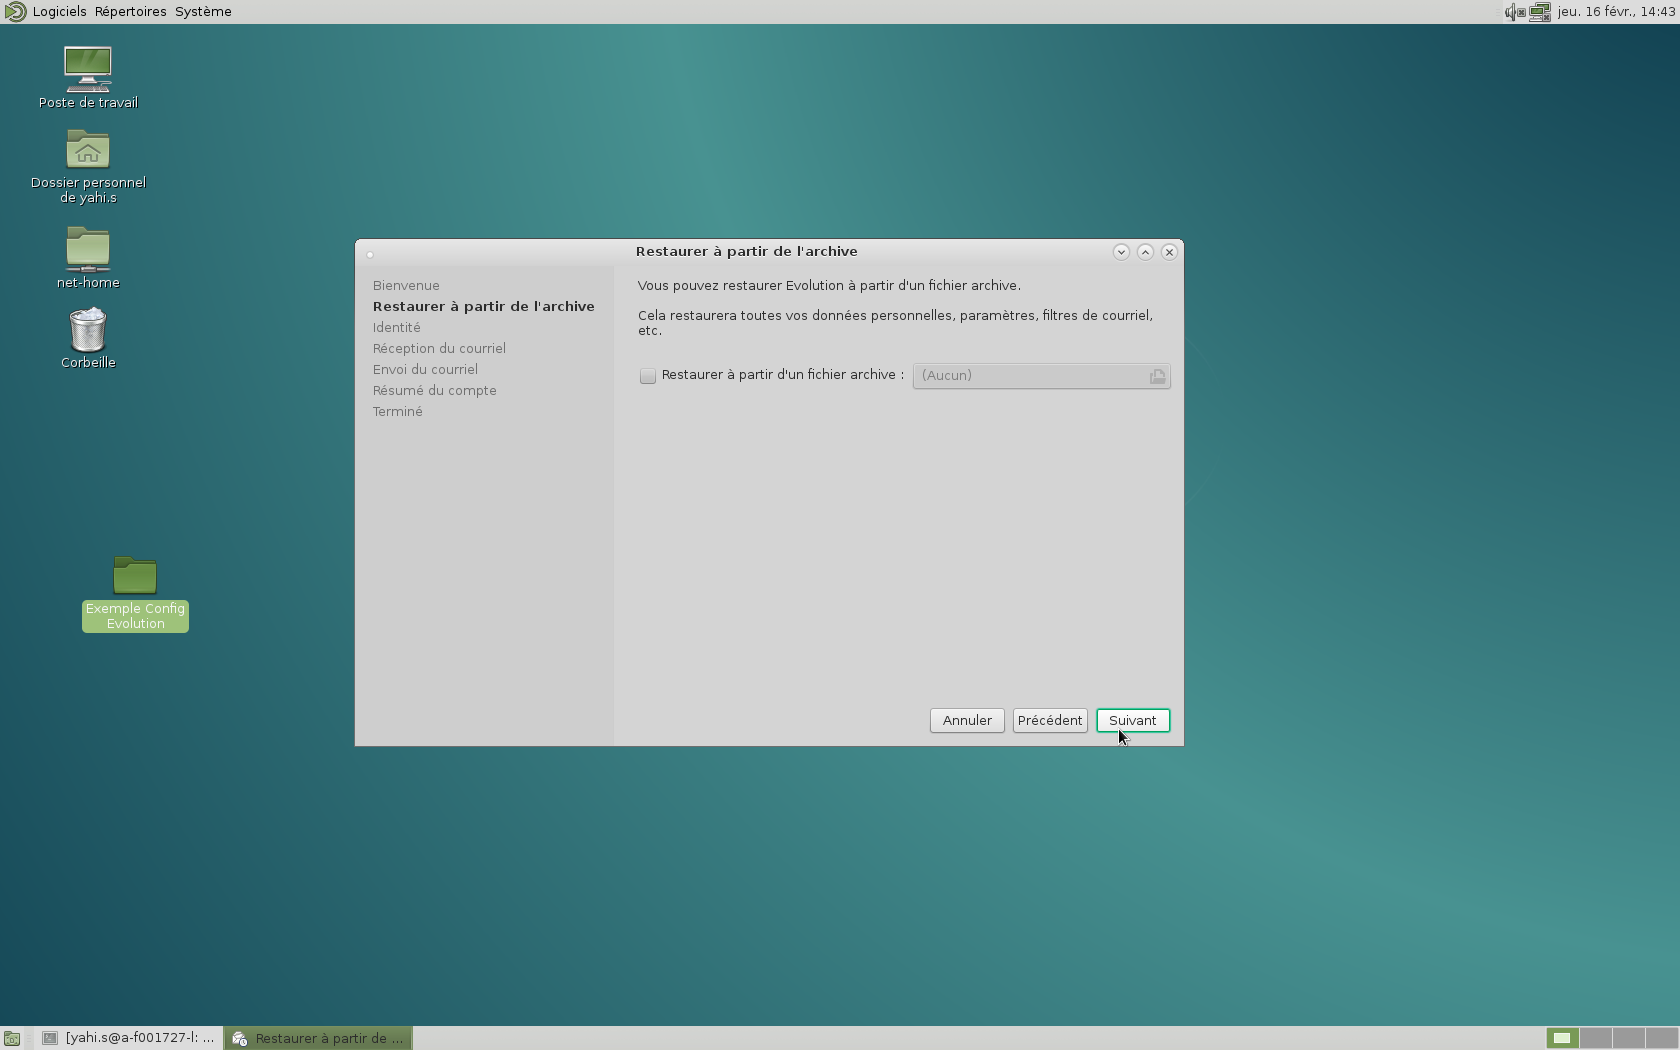 Logiciels Répertoires Système
jeu. 16 févr., 14:43
Poste de travail
Dossier personnel
de yahi.s
net-home
Corbeille
Exemple Config
Evolution
Restaurer à partir de l'archive
Bienvenue
Restaurer à partir de l'archive
Identité
Réception du courriel
Envoi du courriel
Résumé du compte
Terminé
Vous pouvez restaurer Evolution à partir d'un fichier archive.
Cela restaurera toutes vos données personnelles, paramètres, filtres de courriel,
etc.
Restaurer à partir d'un fichier archive : (Aucun)
Annuler Précédent Suivant
[yahi.s@a-f001727-l: ... Restaurer à partir de ...